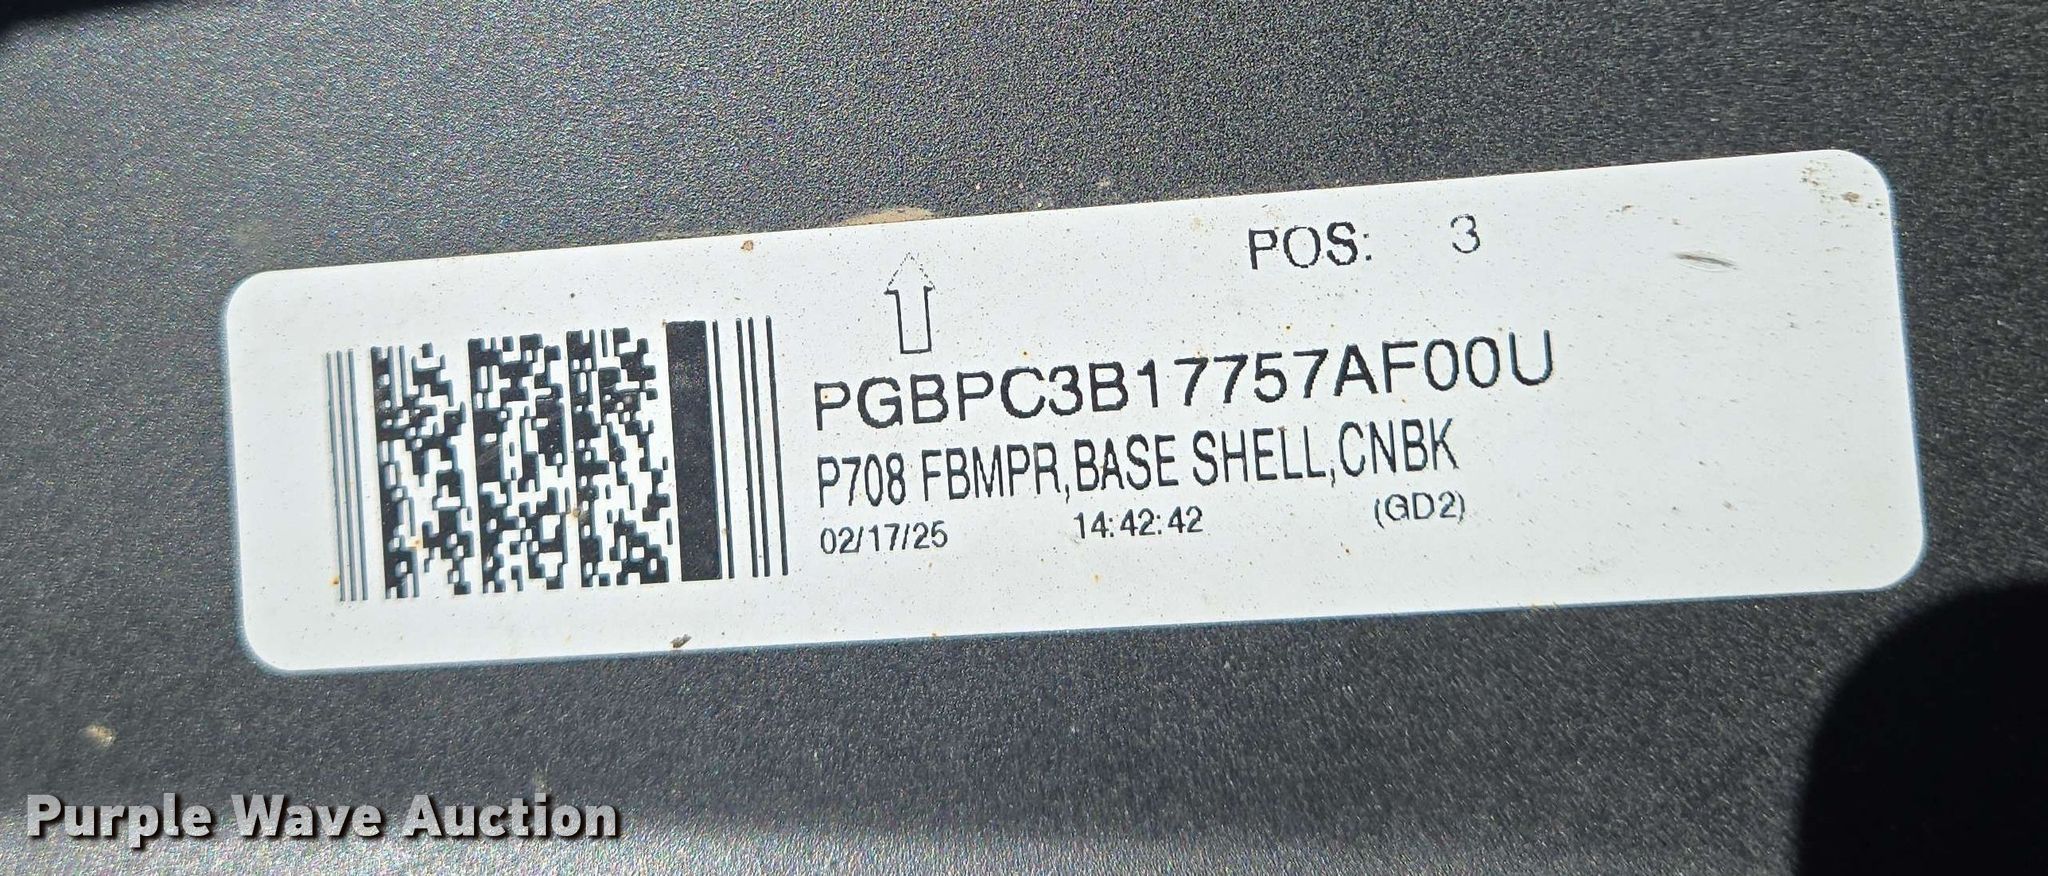 POS: 3
PGBPC3B17757AF00U
P708 FBMPR,BASE SHELL,CNBK
02/17/25 14:42:42 (GD2)
Purple Wave Auction